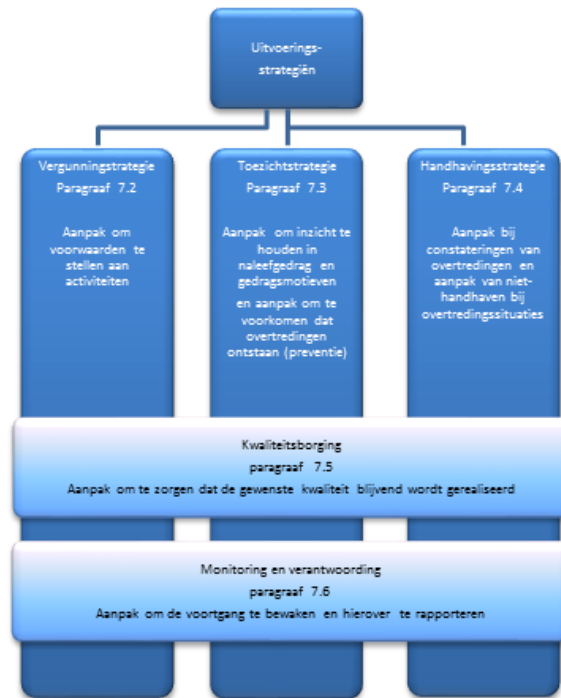 Uitvoerings-
strategiën
Vergunningstrategie
Paragraaf 7.2
Aanpak om
voorwaarden te
stellen aan
activiteiten
Toezichtstrategie
Paragraaf 7.3
Aanpak om inzicht te
houden in
naleefgedrag en
gedragsmotieven
en aanpak om te
voorkomen dat
overtredingen
ontstaan (preventie)
Handhavingsstrategie
Paragraaf 7.4
Aanpak bij
constateringen van
overtredingen en
aanpak van niet-
handhaven bij
overtredingssituaties
Kwaliteitsborging
paragraaf 7.5
Aanpak om te zorgen dat de gewenste kwaliteit blijvend wordt gerealiseerd
Monitoring en verantwoording
paragraaf 7.6
Aanpak om de voortgang te bewaken en hierover te rapporteren